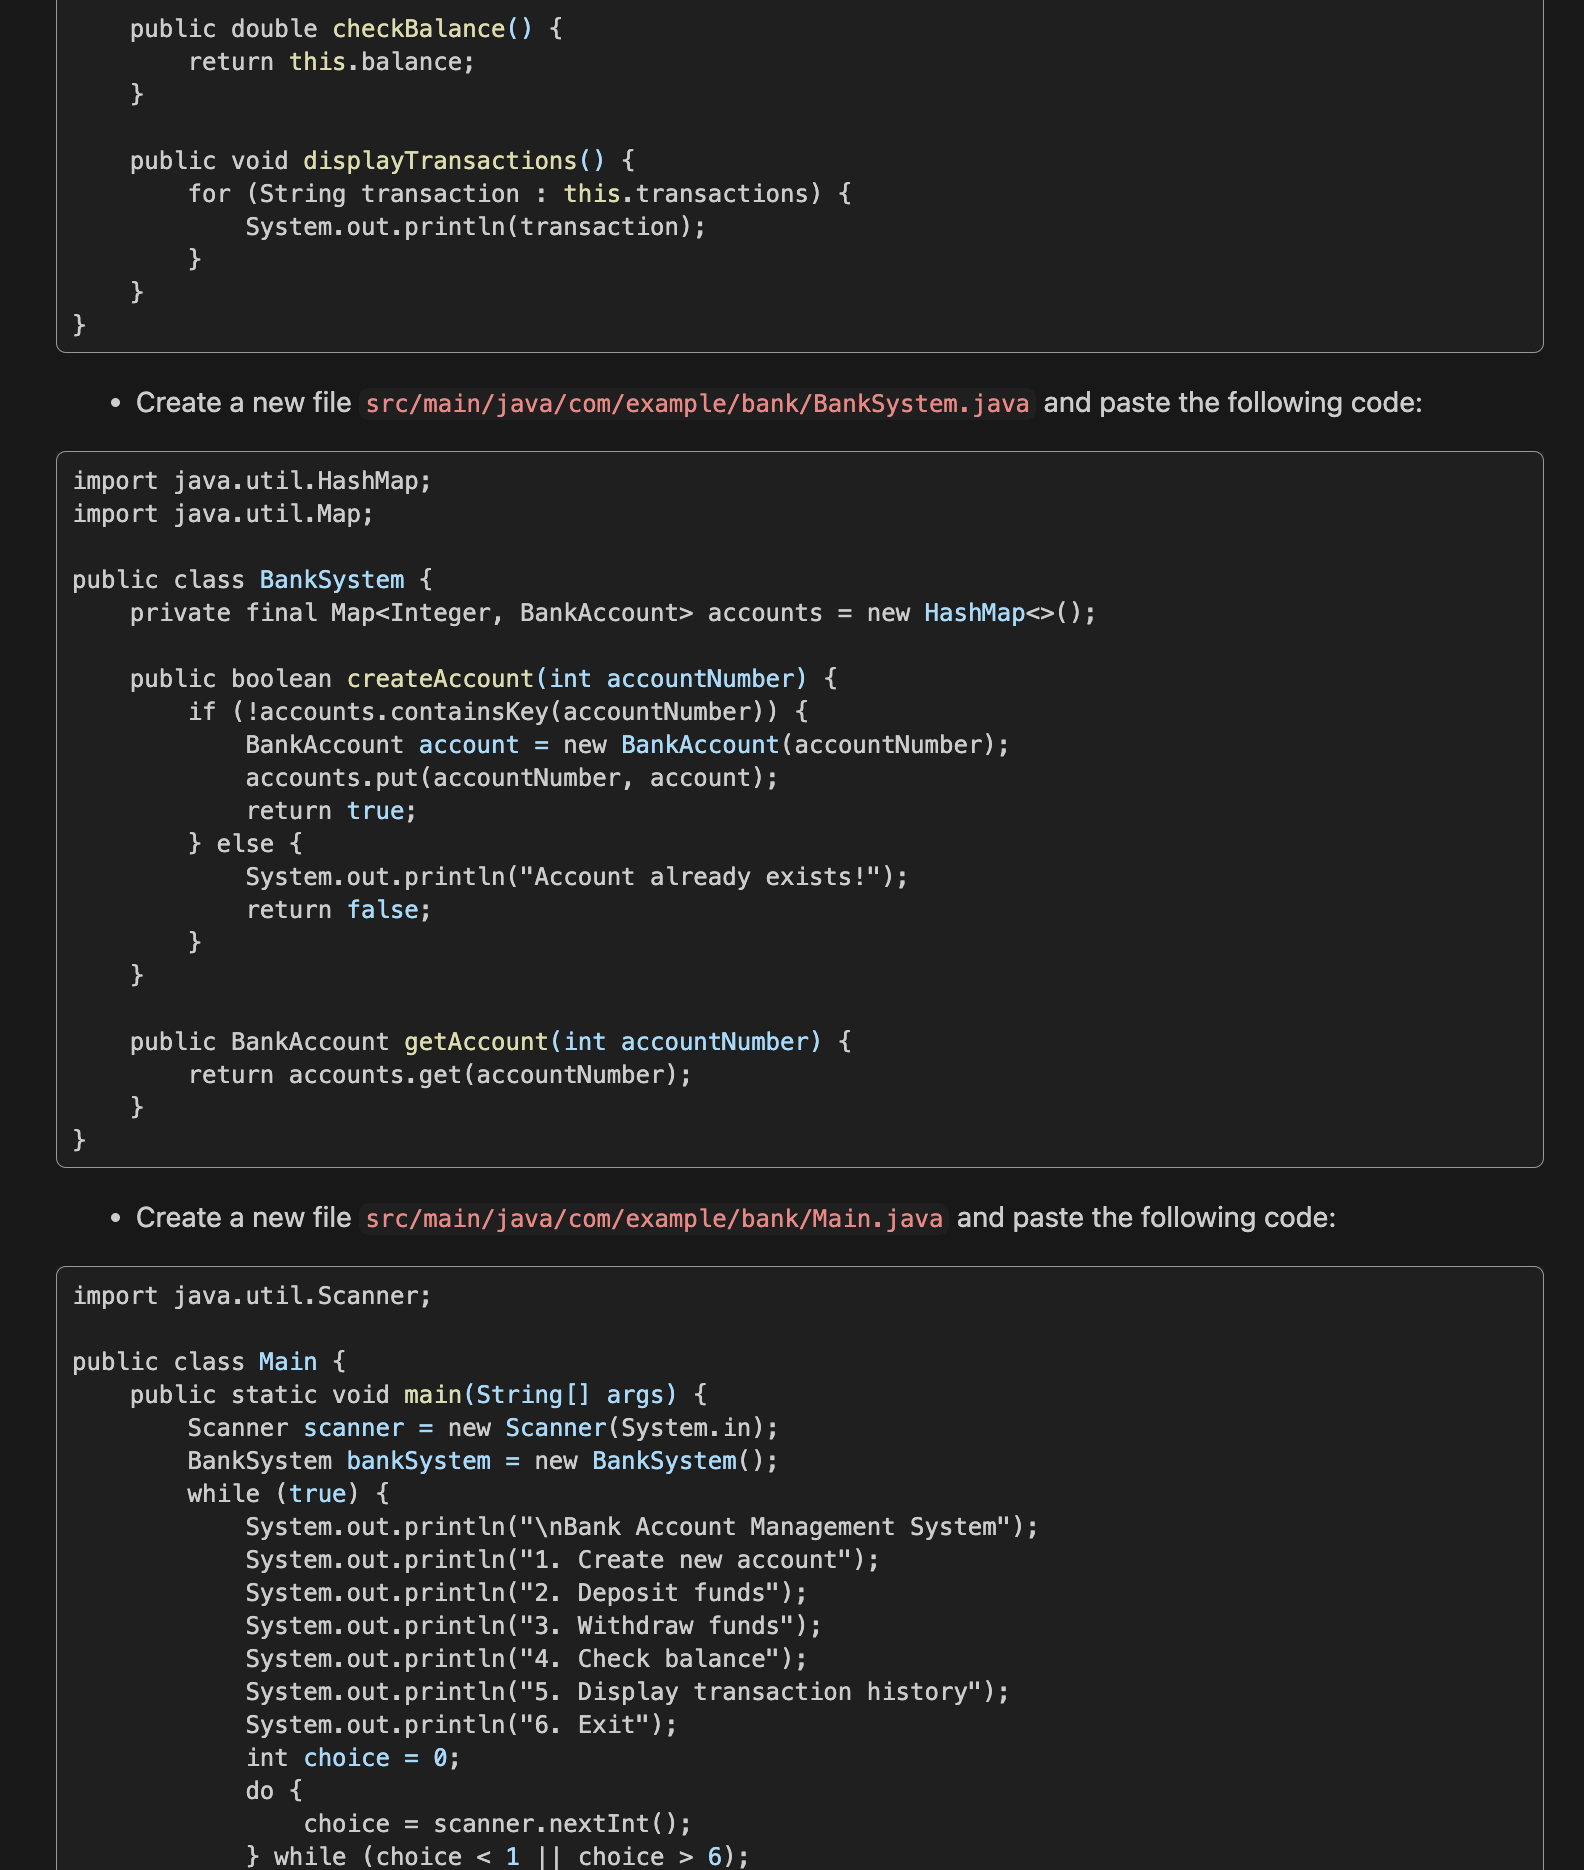 public double checkBalance() {
        return this.balance;
    }

    public void displayTransactions() {
        for (String transaction : this.transactions) {
            System.out.println(transaction);
        }
    }
}
• Create a new file src/main/java/com/example/bank/BankSystem.java and paste the following code:
import java.util.HashMap;
import java.util.Map;

public class BankSystem {
    private final Map<Integer, BankAccount> accounts = new HashMap<>();

    public boolean createAccount(int accountNumber) {
        if (!accounts.containsKey(accountNumber)) {
            BankAccount account = new BankAccount(accountNumber);
            accounts.put(accountNumber, account);
            return true;
        } else {
            System.out.println("Account already exists!");
            return false;
        }
    }

    public BankAccount getAccount(int accountNumber) {
        return accounts.get(accountNumber);
    }
}
• Create a new file src/main/java/com/example/bank/Main.java and paste the following code:
import java.util.Scanner;

public class Main {
    public static void main(String[] args) {
        Scanner scanner = new Scanner(System.in);
        BankSystem bankSystem = new BankSystem();
        while (true) {
            System.out.println("\nBank Account Management System");
            System.out.println("1. Create new account");
            System.out.println("2. Deposit funds");
            System.out.println("3. Withdraw funds");
            System.out.println("4. Check balance");
            System.out.println("5. Display transaction history");
            System.out.println("6. Exit");
            int choice = 0;
            do {
                choice = scanner.nextInt();
            } while (choice < 1 || choice > 6);